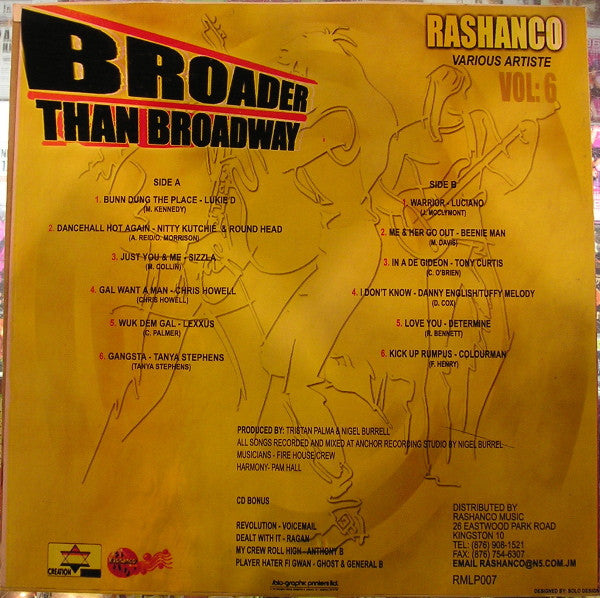 BROADER
THAN BROADWAY
RASHANCO
VARIOUS ARTISTE
VOL: 6
SIDE A
1. BUNN DUNG THE PLACE - LUKIE D
(M. KENNEDY)
2. DANCEHALL HOT AGAIN - NITTY KUTCHIE & ROUND HEAD
(A. REID/D. MORRISON)
3. JUST YOU & ME - SIZZLA
(M. COLLIN)
4. GAL WANT A MAN - CHRIS HOWELL
(CHRIS HOWELL)
5. WUK DEM GAL - LEXXUS
(C. PALMER)
6. GANGSTA - TANYA STEPHENS
(TANYA STEPHENS)
SIDE B
1. WARRIOR - LUCIANO
(J. MCCLYMONT)
2. ME & HER GO OUT - BEENIE MAN
(M. DAVIS)
3. IN A DE GIDEON - TONY CURTIS
(C. O'BRIEN)
4. I DON'T KNOW - DANNY ENGLISH/TUFFY MELODY
(D. COX)
5. LOVE YOU - DETERMINE
(R. BENNETT)
6. KICK UP RUMPUS - COLOURMAN
(F. HENRY)
PRODUCED BY: TRISTAN PALMA & NIGEL BURRELL
ALL SONGS RECORDED AND MIXED AT ANCHOR RECORDING STUDIO BY NIGEL BURREL
MUSICIANS - FIRE HOUSE CREW
HARMONY- PAM HALL
CD BONUS
REVOLUTION - VOICEMAIL
DEALT WITH IT - RAGAN
MY CREW ROLL HIGH - ANTHONY B
PLAYER HATER FI GWAN - GHOST & GENERAL B
DISTRIBUTED BY
RASHANCO MUSIC
26 EASTWOOD PARK ROAD
KINGSTON 10
TEL: (876) 908-1521
FAX: (876) 754-6307
EMAIL RASHANCO@N5.COM.JM
RMLP007
CREATION
DESIGNED BY: SOLO DESIGN